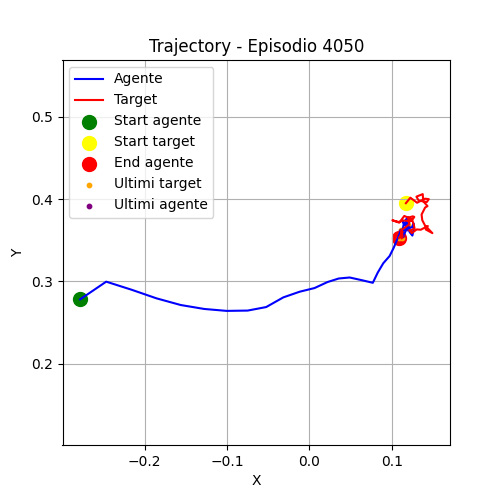 Trajectory - Episodio 4050
Agente
Target
Start agente
Start target
End agente
Ultimi target
Ultimi agente
Y
0.5
0.4
0.3
0.2
−0.2
−0.1
0.0
0.1
X